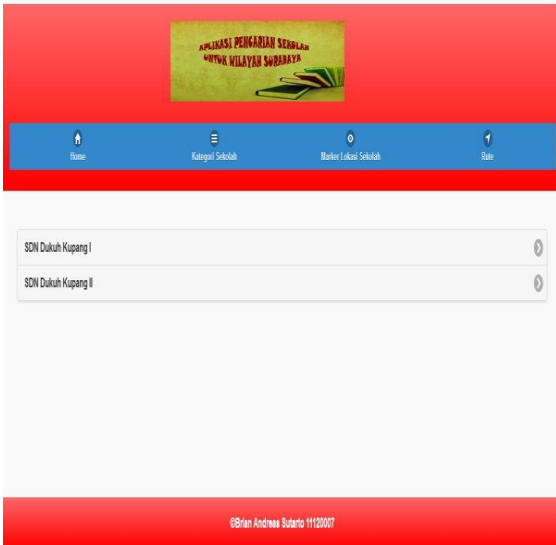 APLIKASI PENCARIAN SEKOLAH
UNTUK WILAYAH SURABAYA
Home
Kategori Sekolah
Marker Lokasi Sekolah
Rute
SDN Dukuh Kupang I
SDN Dukuh Kupang II
©Brian Andreas Sutarto 11120007